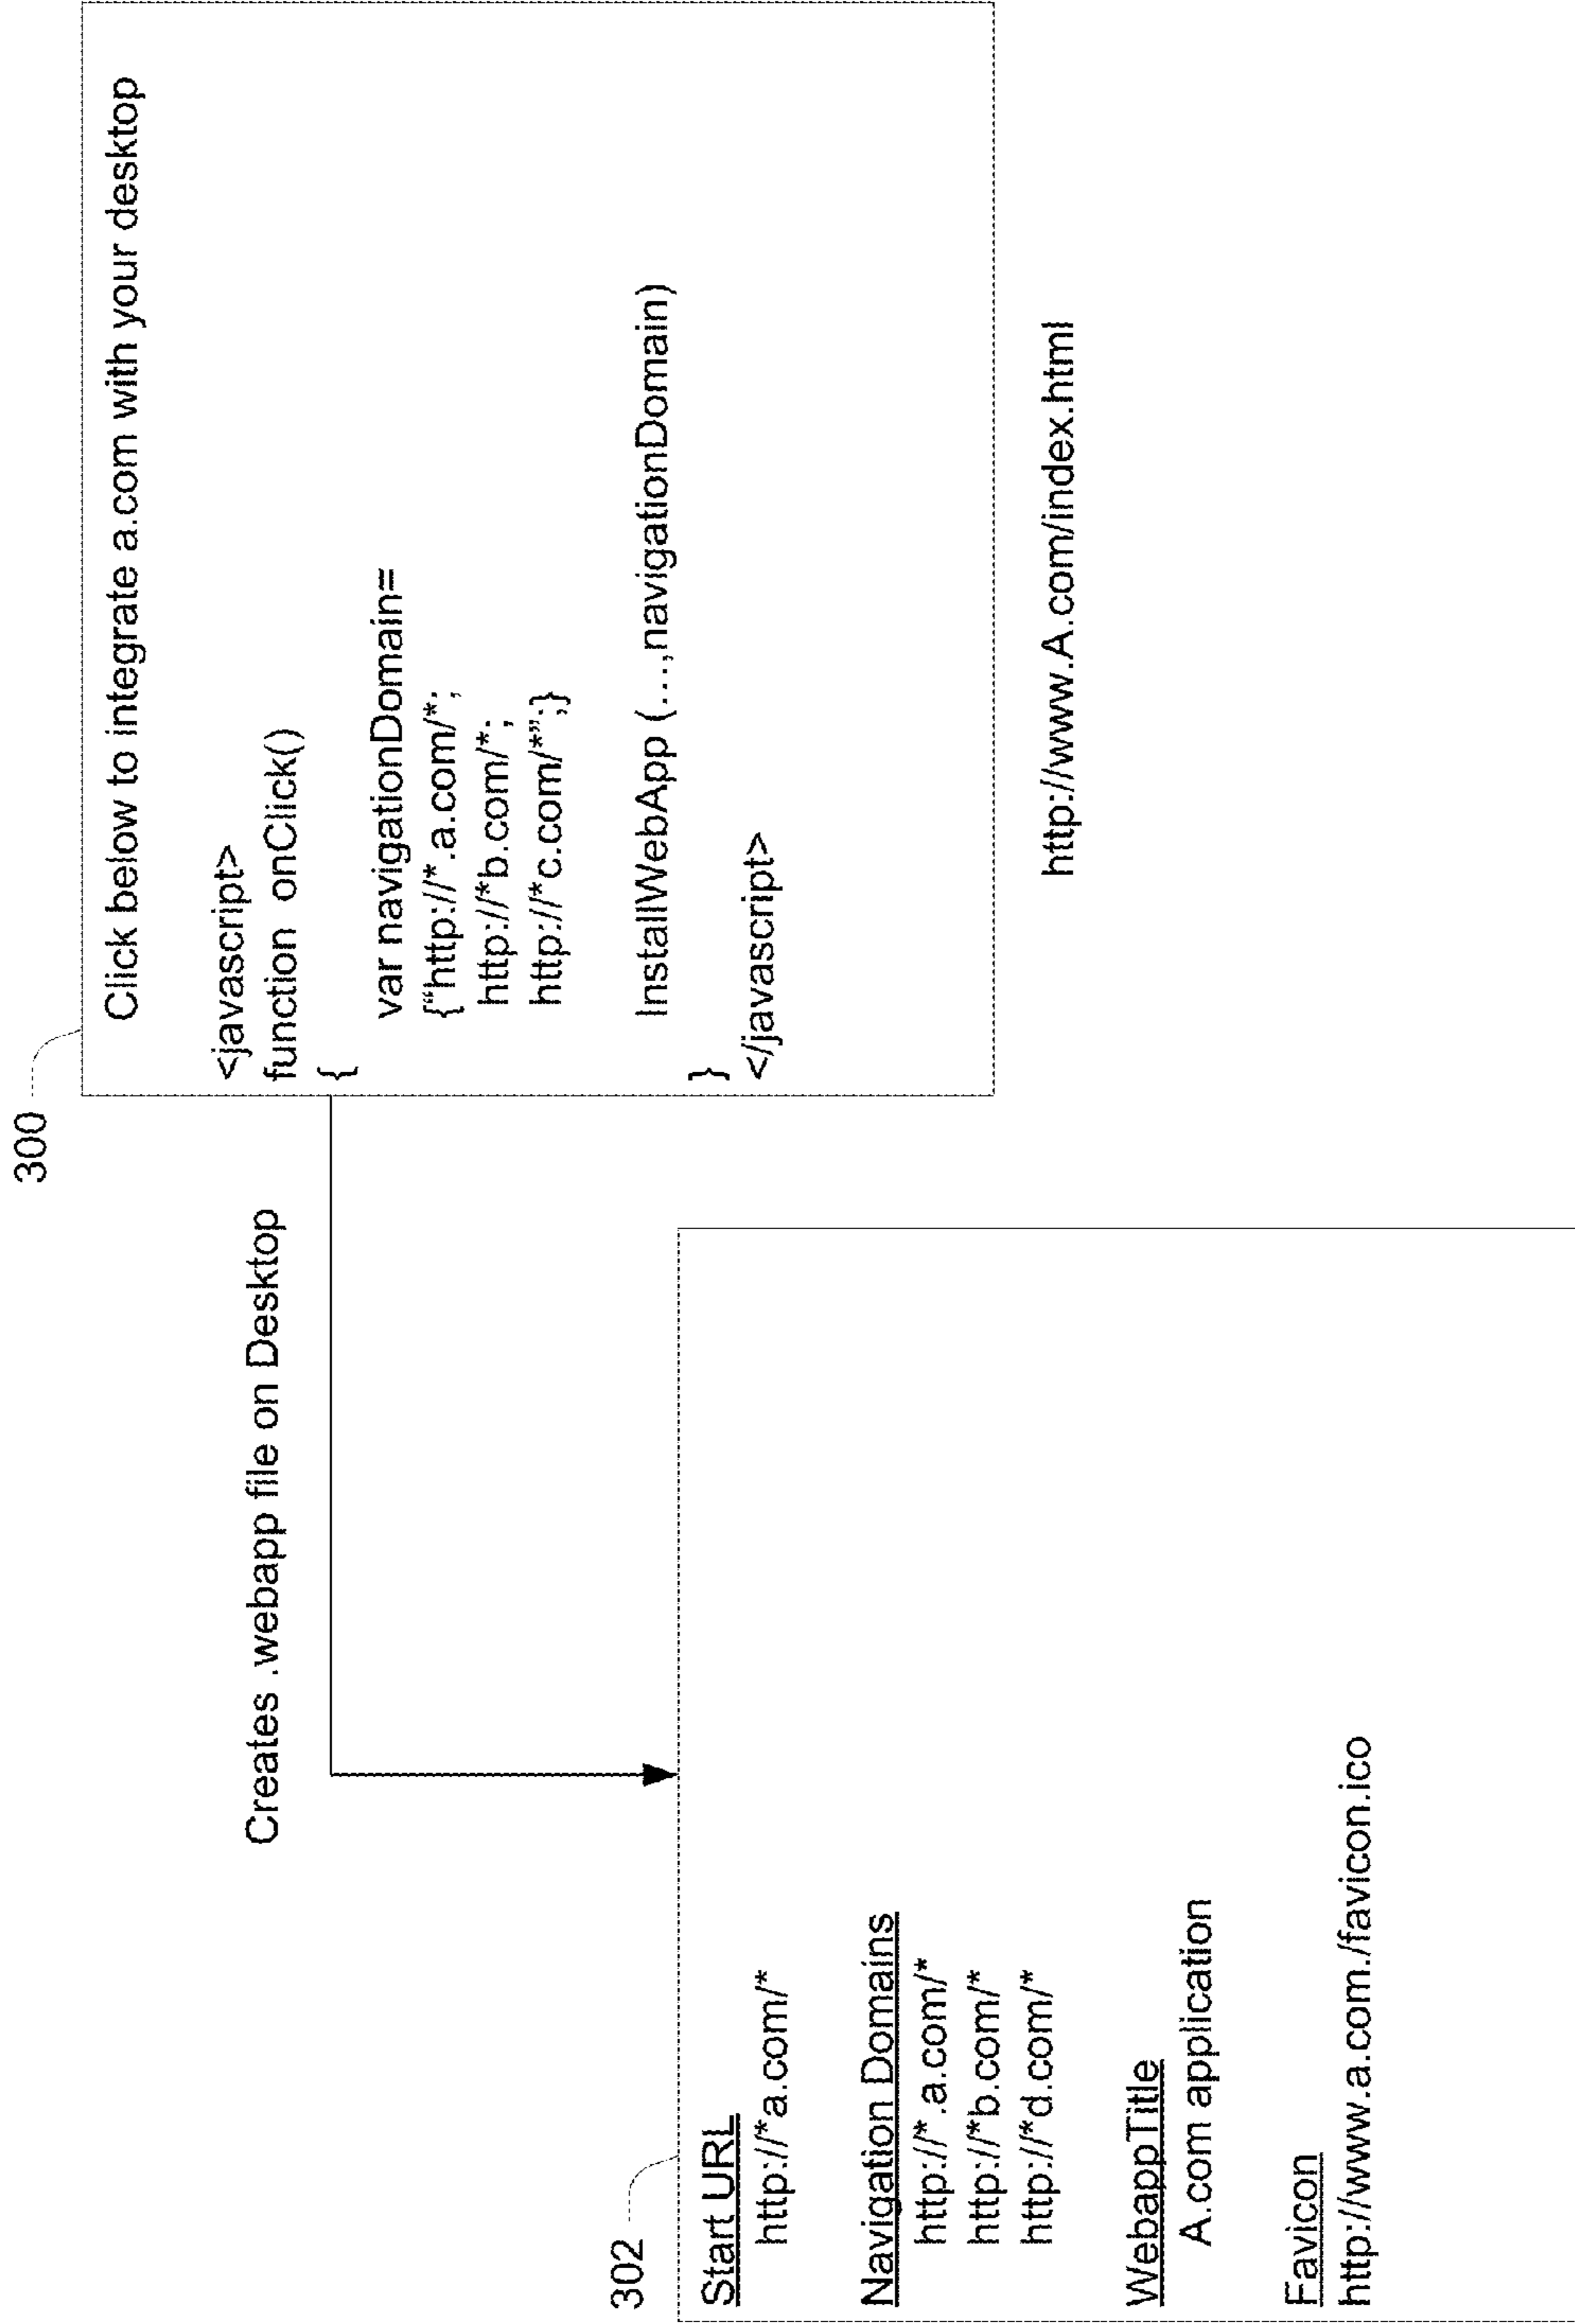 300
Click below to integrate a.com with your desktop
<javascript>
function onClick()
{
var navigationDomain=
{“http://*.a.com/*;
http://*b.com/*;
http://*c.com/*”;}
InstallWebApp (…,navigationDomain)
}
</javascript>
http://www.A.com/index.html
Creates .webapp file on Desktop
302
Start URL
http://*a.com/*
Navigation Domains
http://*.a.com/*
http://*b.com/*
http://*d.com/*
WebappTitle
A.com application
Favicon
http://www.a.com./favicon.ico